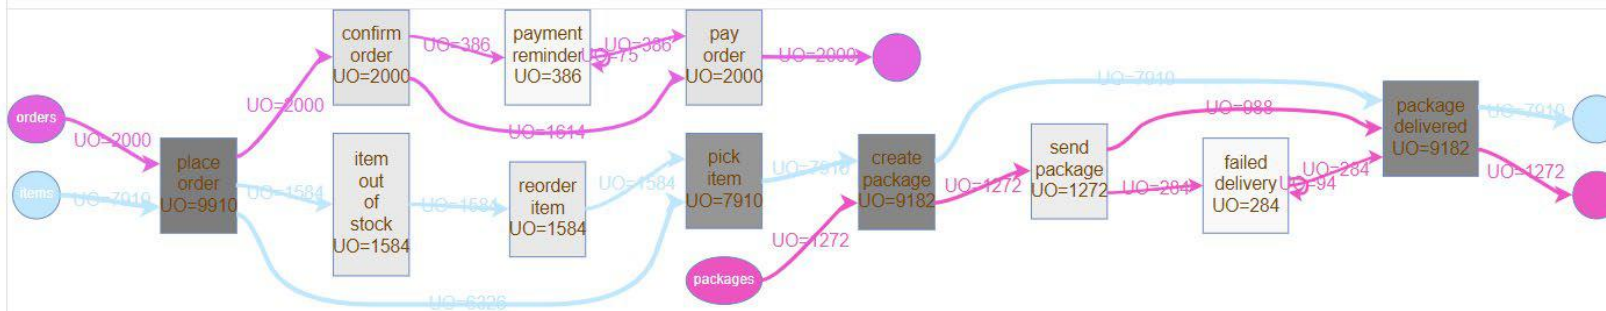 orders
UO=2000
items
UO=7910
place
order
UO=9910
UO=2000
UO=1584
UO=6326
confirm
order
UO=2000
UO=386
UO=1614
payment
reminder
UO=386
UO=75
UO=386
pay
order
UO=2000
UO=2000
item
out
of
stock
UO=1584
UO=1584
reorder
item
UO=1584
UO=1584
pick
item
UO=7910
UO=7910
packages
UO=1272
create
package
UO=9182
UO=7910
UO=1272
send
package
UO=1272
UO=988
UO=284
failed
delivery
UO=284
UO=94
UO=284
package
delivered
UO=9182
UO=7910
UO=1272